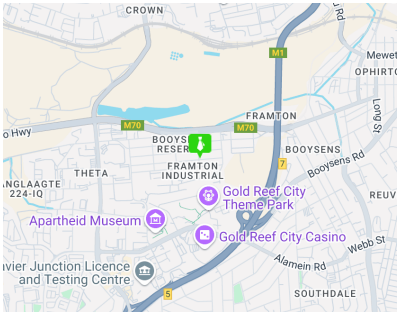 CROWN
M1
Rd
Mewet
OPHIRTO
Long St
M70
FRAMTON
M70
o Hwy
BOOYS
RESER
BOOYSENS
7
Booysens Rd
FRAMTON
INDUSTRIAL
THETA
ANGLAAGTE
224-IQ
Gold Reef City
Theme Park
REUV
Apartheid Museum
Gold Reef City Casino
Webb St
Alamein Rd
vier Junction Licence
and Testing Centre
5
SOUTHDALE